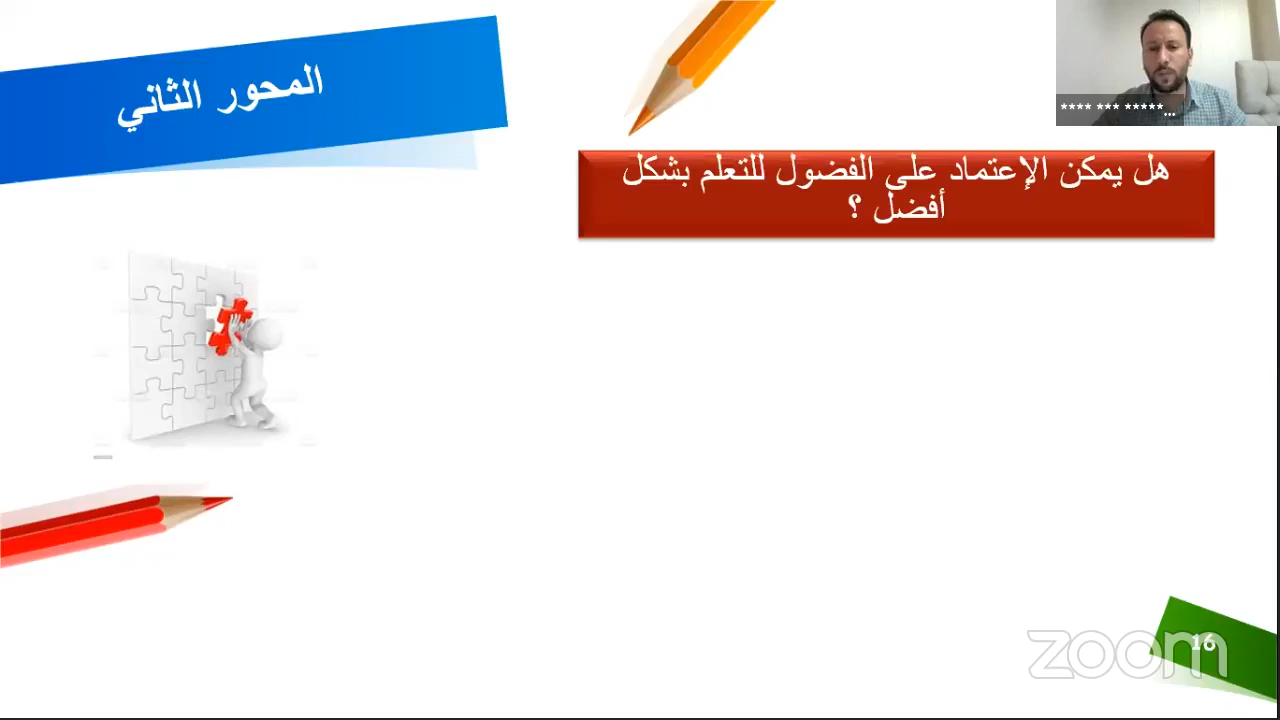 المحور الثاني
**** *** *****...
هل يمكن الإعتماد على الفضول للتعلم بشكل
أفضل ؟
16
zoom